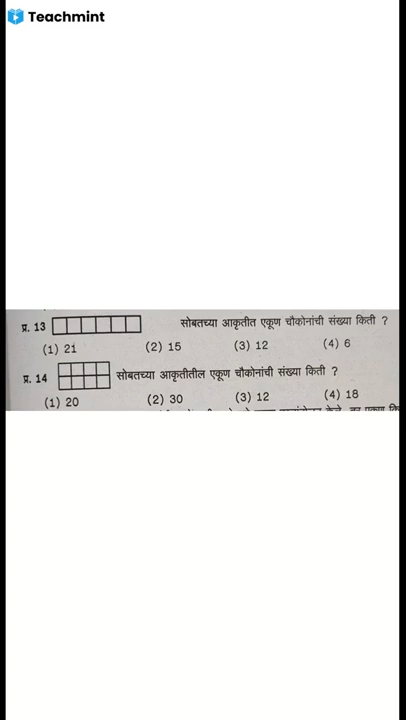 Teachmint
प्र. 13 सोबतच्या आकृतीत एकूण चौकोनांची संख्या किती ?
(1) 21 (2) 15 (3) 12 (4) 6
प्र. 14 सोबतच्या आकृतीतील एकूण चौकोनांची संख्या किती ?
(1) 20 (2) 30 (3) 12 (4) 18